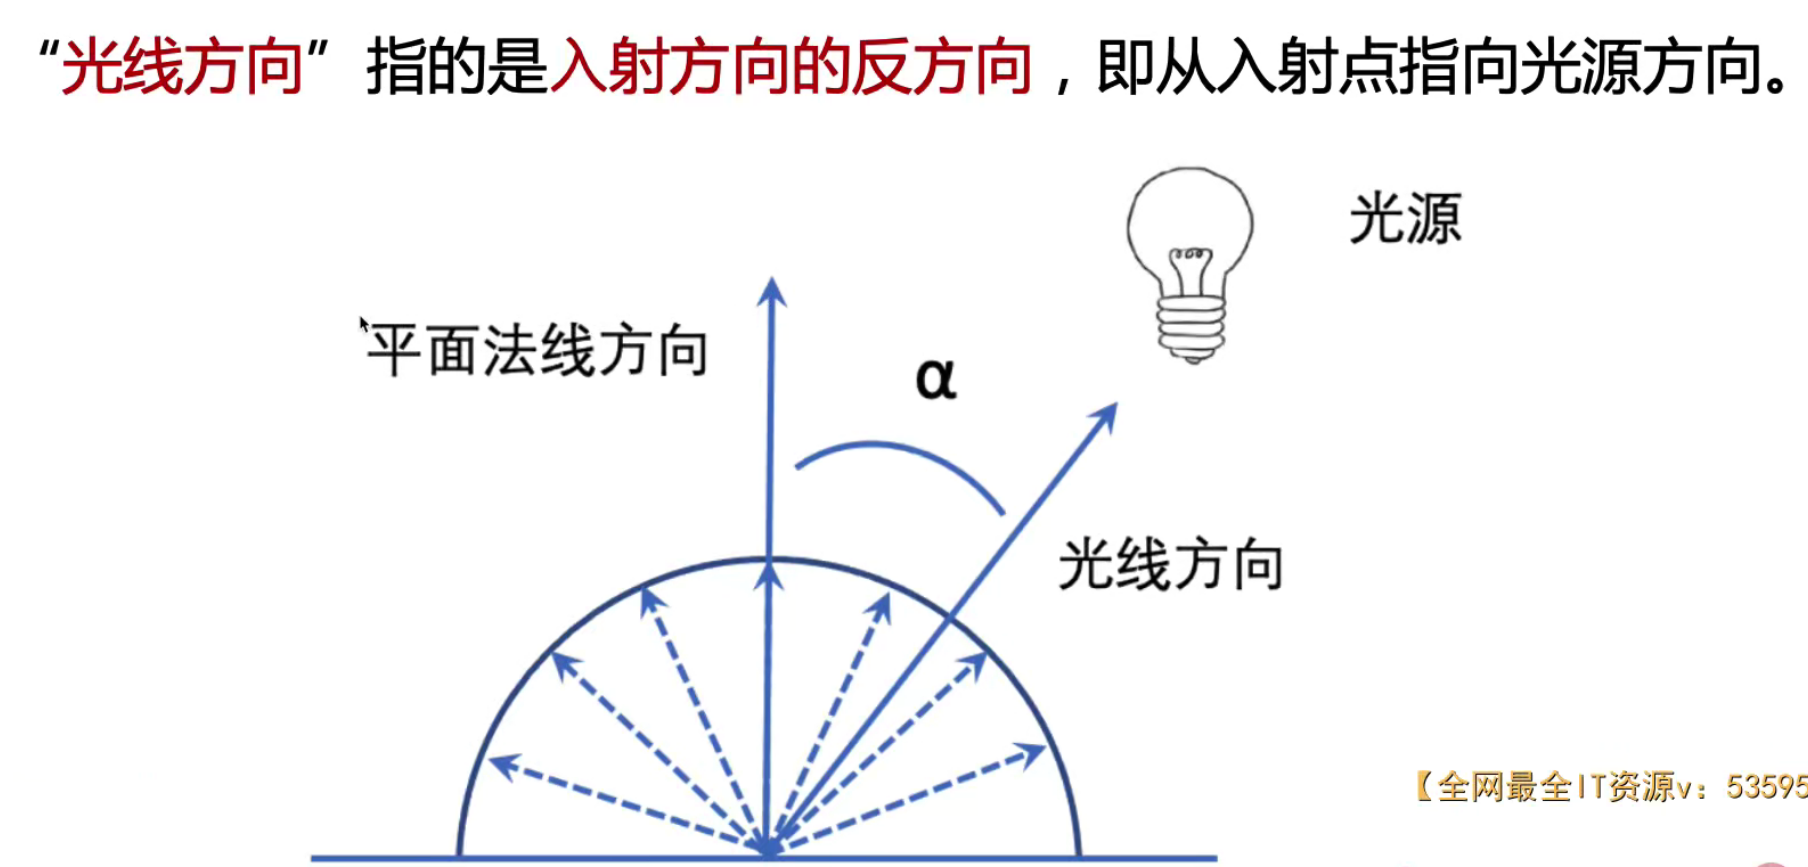 “光线方向”指的是入射方向的反方向，即从入射点指向光源方向。
光源
平面法线方向
α
光线方向
【全网最全IT资源v：53595